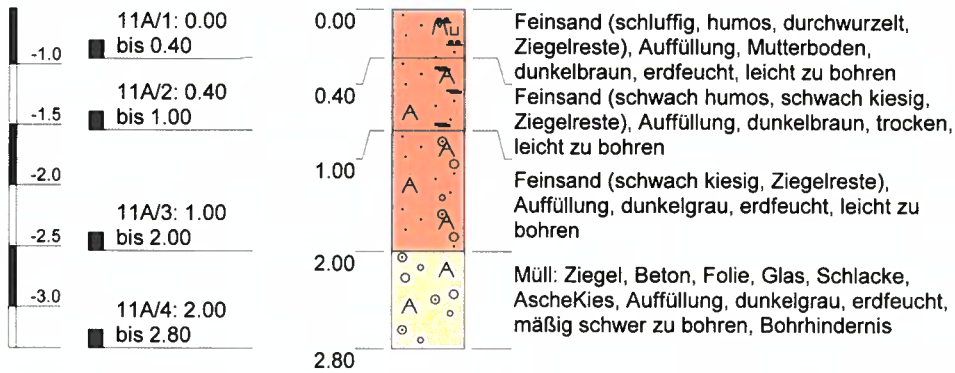 -1.0
-1.5
-2.0
-2.5
-3.0
11A/1: 0.00
bis 0.40
11A/2: 0.40
bis 1.00
11A/3: 1.00
bis 2.00
11A/4: 2.00
bis 2.80
0.00
0.40
1.00
2.00
2.80
Feinsand (schluffig, humos, durchwurzelt,
Ziegelreste), Auffüllung, Mutterboden,
dunkelbraun, erdfeucht, leicht zu bohren
Feinsand (schwach humos, schwach kiesig,
Ziegelreste), Auffüllung, dunkelbraun, trocken,
leicht zu bohren
Feinsand (schwach kiesig, Ziegelreste),
Auffüllung, dunkelgrau, erdfeucht, leicht zu
bohren
Müll: Ziegel, Beton, Folie, Glas, Schlacke,
AscheKies, Auffüllung, dunkelgrau, erdfeucht,
mäßig schwer zu bohren, Bohrhindernis